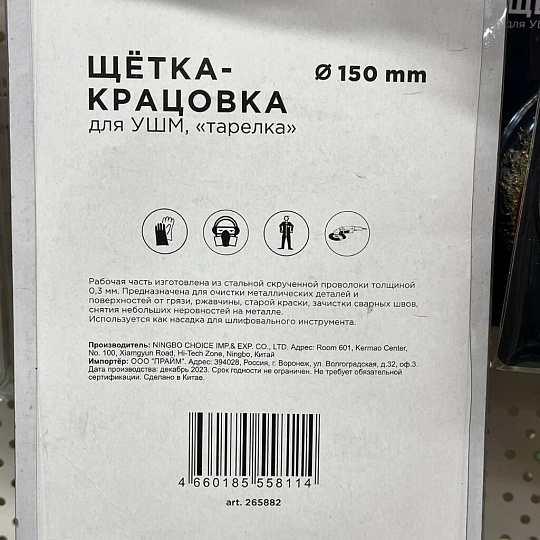 ЩЁТКА-
КРАЦОВКА
Ø 150 mm
для УШМ, «тарелка»
Рабочая часть изготовлена из стальной скрученной проволоки толщиной
0,3 мм. Предназначена для очистки металлических деталей и
поверхностей от грязи, ржавчины, старой краски, зачистки сварных швов,
снятия небольших неровностей на металле.
Используется как насадка для шлифовального инструмента.
Производитель: NINGBO CHOICE IMP.& EXP. CO., LTD. Адрес: Room 601, Kermao Center,
No. 100, Xiamgyun Road, Hi-Tech Zone, Ningbo, Китай
Импортёр: ООО "ПРАЙМ". Адрес: 394028, Россия, г. Воронеж, ул. Волгоградская, д.32, оф.3.
Дата производства: декабрь 2023. Срок годности не ограничен. Не требует обязательной
сертификации. Сделано в Китае.
4 660185 558114
art. 265882